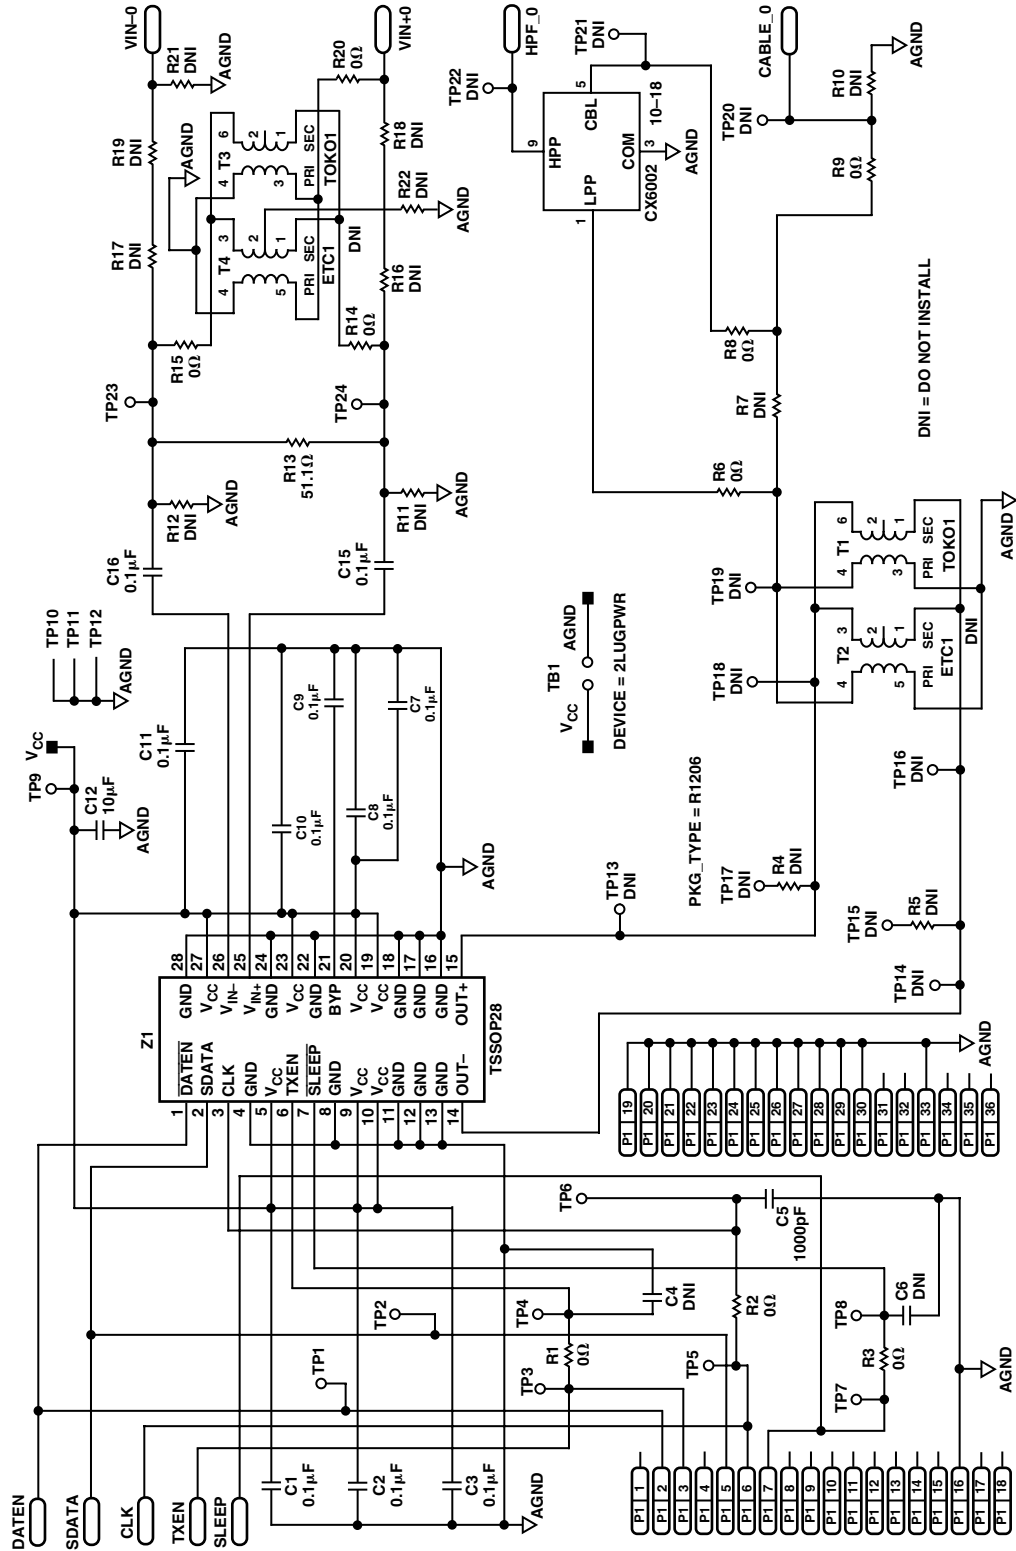 VIN–0
R21
DNI
AGND
R19
DNI
R17
DNI
R15
0Ω
TP23
R20
0Ω
VIN+0
AGND
T3
6
2
1
4
3
PRI SEC
TOKO1
T4
3
2
1
4
5
PRI SEC
ETC1
DNI
R18
DNI
R22
DNI
AGND
R16
DNI
R14
0Ω
TP24
R13
51.1Ω
R12
DNI
AGND
R11
DNI
AGND
C16
0.1µF
C15
0.1µF
HPF_0
TP22
DNI
TP21
DNI
9
HPP
5
CBL
10–18
LPP
1
COM
3
CX6002
AGND
CABLE_0
TP20
DNI
R10
DNI
AGND
R9
0Ω
R8
0Ω
R7
DNI
R6
0Ω
DNI = DO NOT INSTALL
TP10
TP11
TP12
AGND
VCC
TP9
C12
10µF
AGND
C11
0.1µF
C10
0.1µF
C9
0.1µF
C8
0.1µF
C7
0.1µF
AGND
TB1
VCC
AGND
DEVICE = 2LUGPWR
TP19
DNI
TP18
DNI
T1
6
2
1
4
3
PRI SEC
TOKO1
T2
3
2
1
4
5
PRI SEC
ETC1
DNI
AGND
PKG_TYPE = R1206
TP17
DNI
R4
DNI
TP16
DNI
TP15
DNI
R5
DNI
TP14
DNI
TP13
DNI
Z1
TSSOP28
1 DATEN
2 SDATA
3 CLK
4 GND
5 VCC
6 TXEN
7 SLEEP
8 GND
9 VCC
10 VCC
11 GND
12 GND
13 GND
14 OUT–
28 GND
27 VCC
26 VIN–
25 VIN+
24 GND
23 VCC
22 GND
21 BYP
20 VCC
19 VCC
18 GND
17 GND
16 GND
15 OUT+
P1 19
P1 20
P1 21
P1 22
P1 23
P1 24
P1 25
P1 26
P1 27
P1 28
P1 29
P1 30
P1 31
P1 32
P1 33
P1 34
P1 35
P1 36
AGND
TP6
C5
1000pF
C4
DNI
R2
0Ω
TP5
TP4
R1
0Ω
TP3
TP2
TP1
TP8
C6
DNI
R3
0Ω
TP7
AGND
DATEN
SDATA
CLK
TXEN
SLEEP
C1
0.1µF
C2
0.1µF
C3
0.1µF
AGND
P1 1
P1 2
P1 3
P1 4
P1 5
P1 6
P1 7
P1 8
P1 9
P1 10
P1 11
P1 12
P1 13
P1 14
P1 15
P1 16
P1 17
P1 18